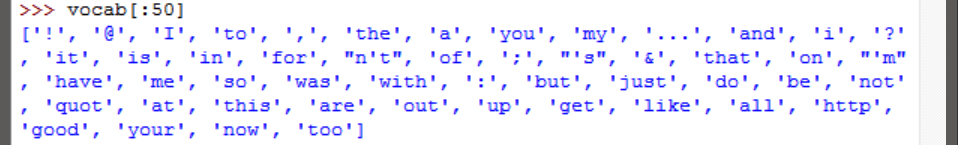 >>> vocab[:50]
['!', '@', 'I', 'to', ',', 'the', 'a', 'you', 'my', '...', 'and', 'i', '?'
, 'it', 'is', 'in', 'for', "n't", 'of', ';', "'s", '&', 'that', 'on', "'m"
, 'have', 'me', 'so', 'was', 'with', ':', 'but', 'just', 'do', 'be', 'not'
, 'quot', 'at', 'this', 'are', 'out', 'up', 'get', 'like', 'all', 'http',
'good', 'your', 'now', 'too']